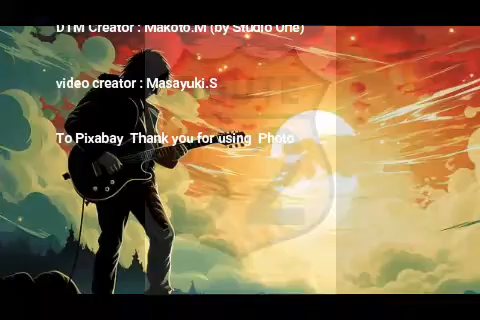 DTM Creator : Makoto.M (by Studio One)
video creator : Masayuki.S
To Pixabay Thank you for using Photo